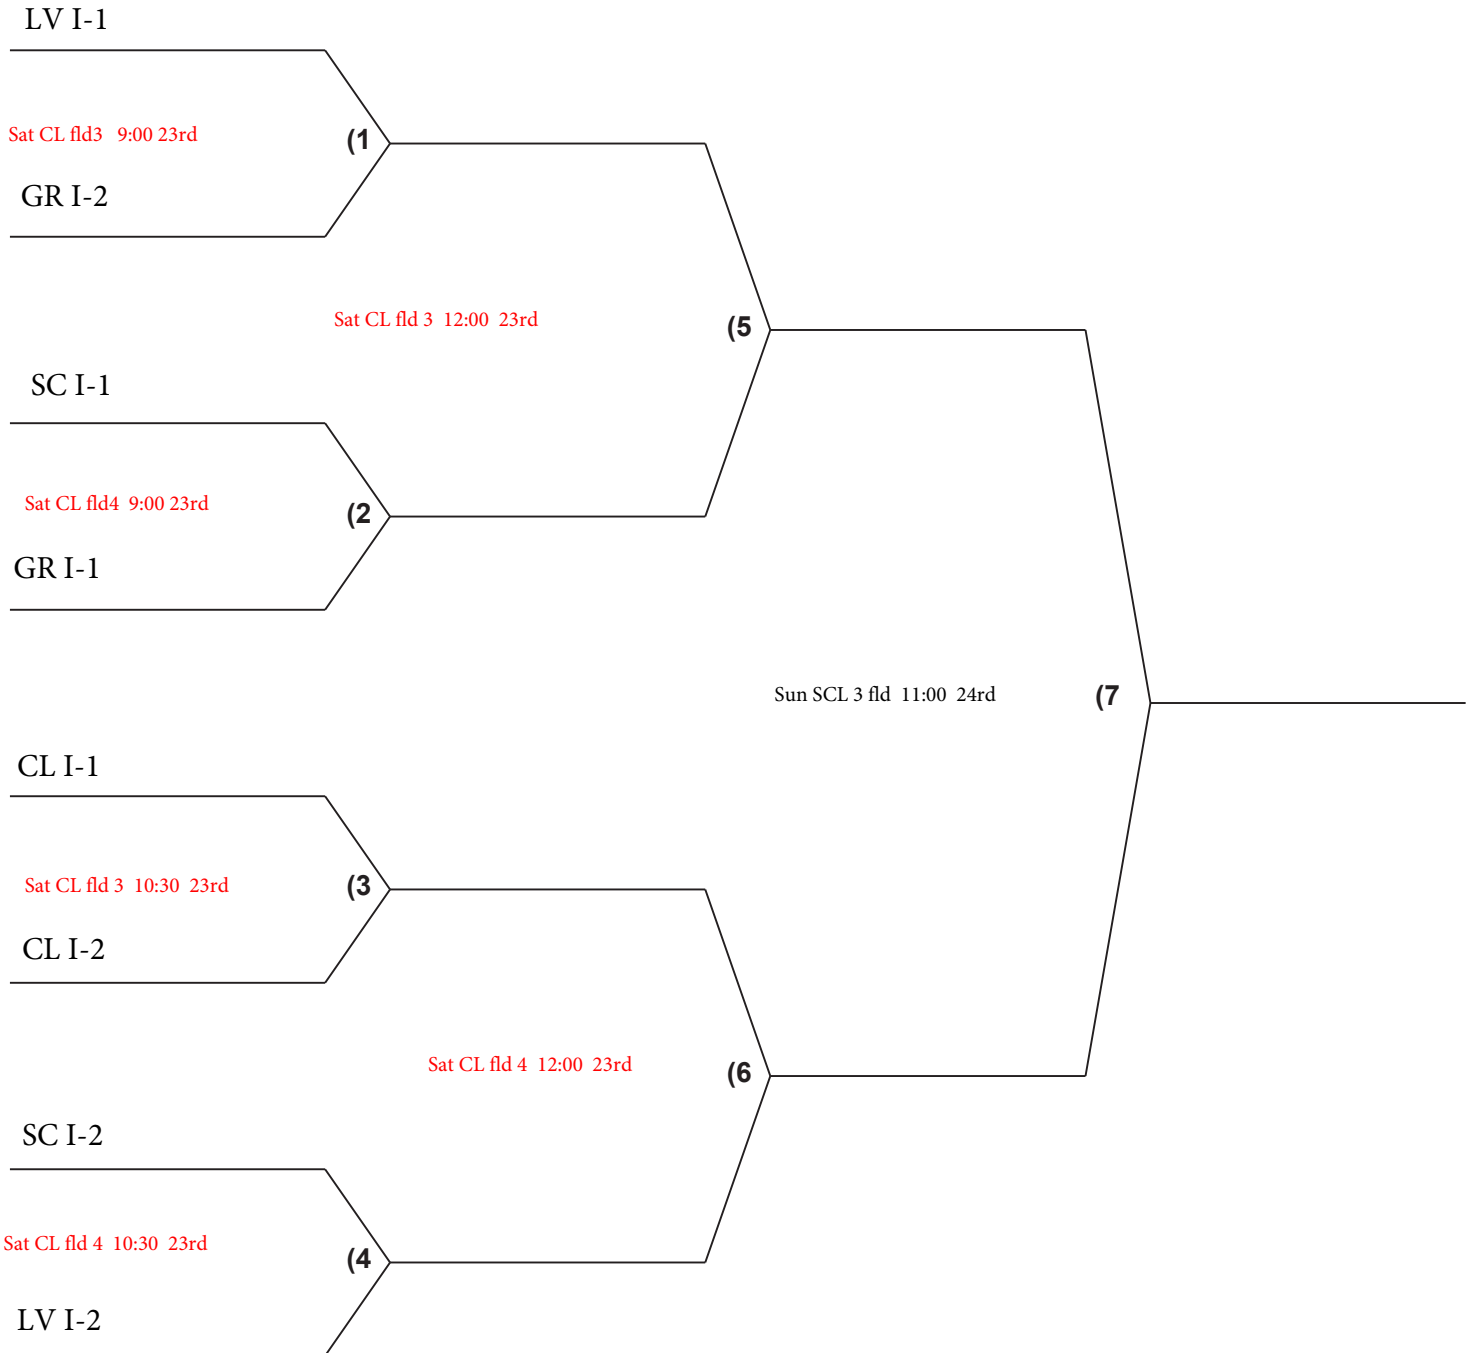 LV I-1
Sat CL fld3 9:00 23rd
(1
GR I-2
Sat CL fld 3 12:00 23rd
(5
SC I-1
Sat CL fld4 9:00 23rd
(2
GR I-1
Sun SCL 3 fld 11:00 24rd
(7
CL I-1
Sat CL fld 3 10:30 23rd
(3
CL I-2
Sat CL fld 4 12:00 23rd
(6
SC I-2
Sat CL fld 4 10:30 23rd
(4
LV I-2